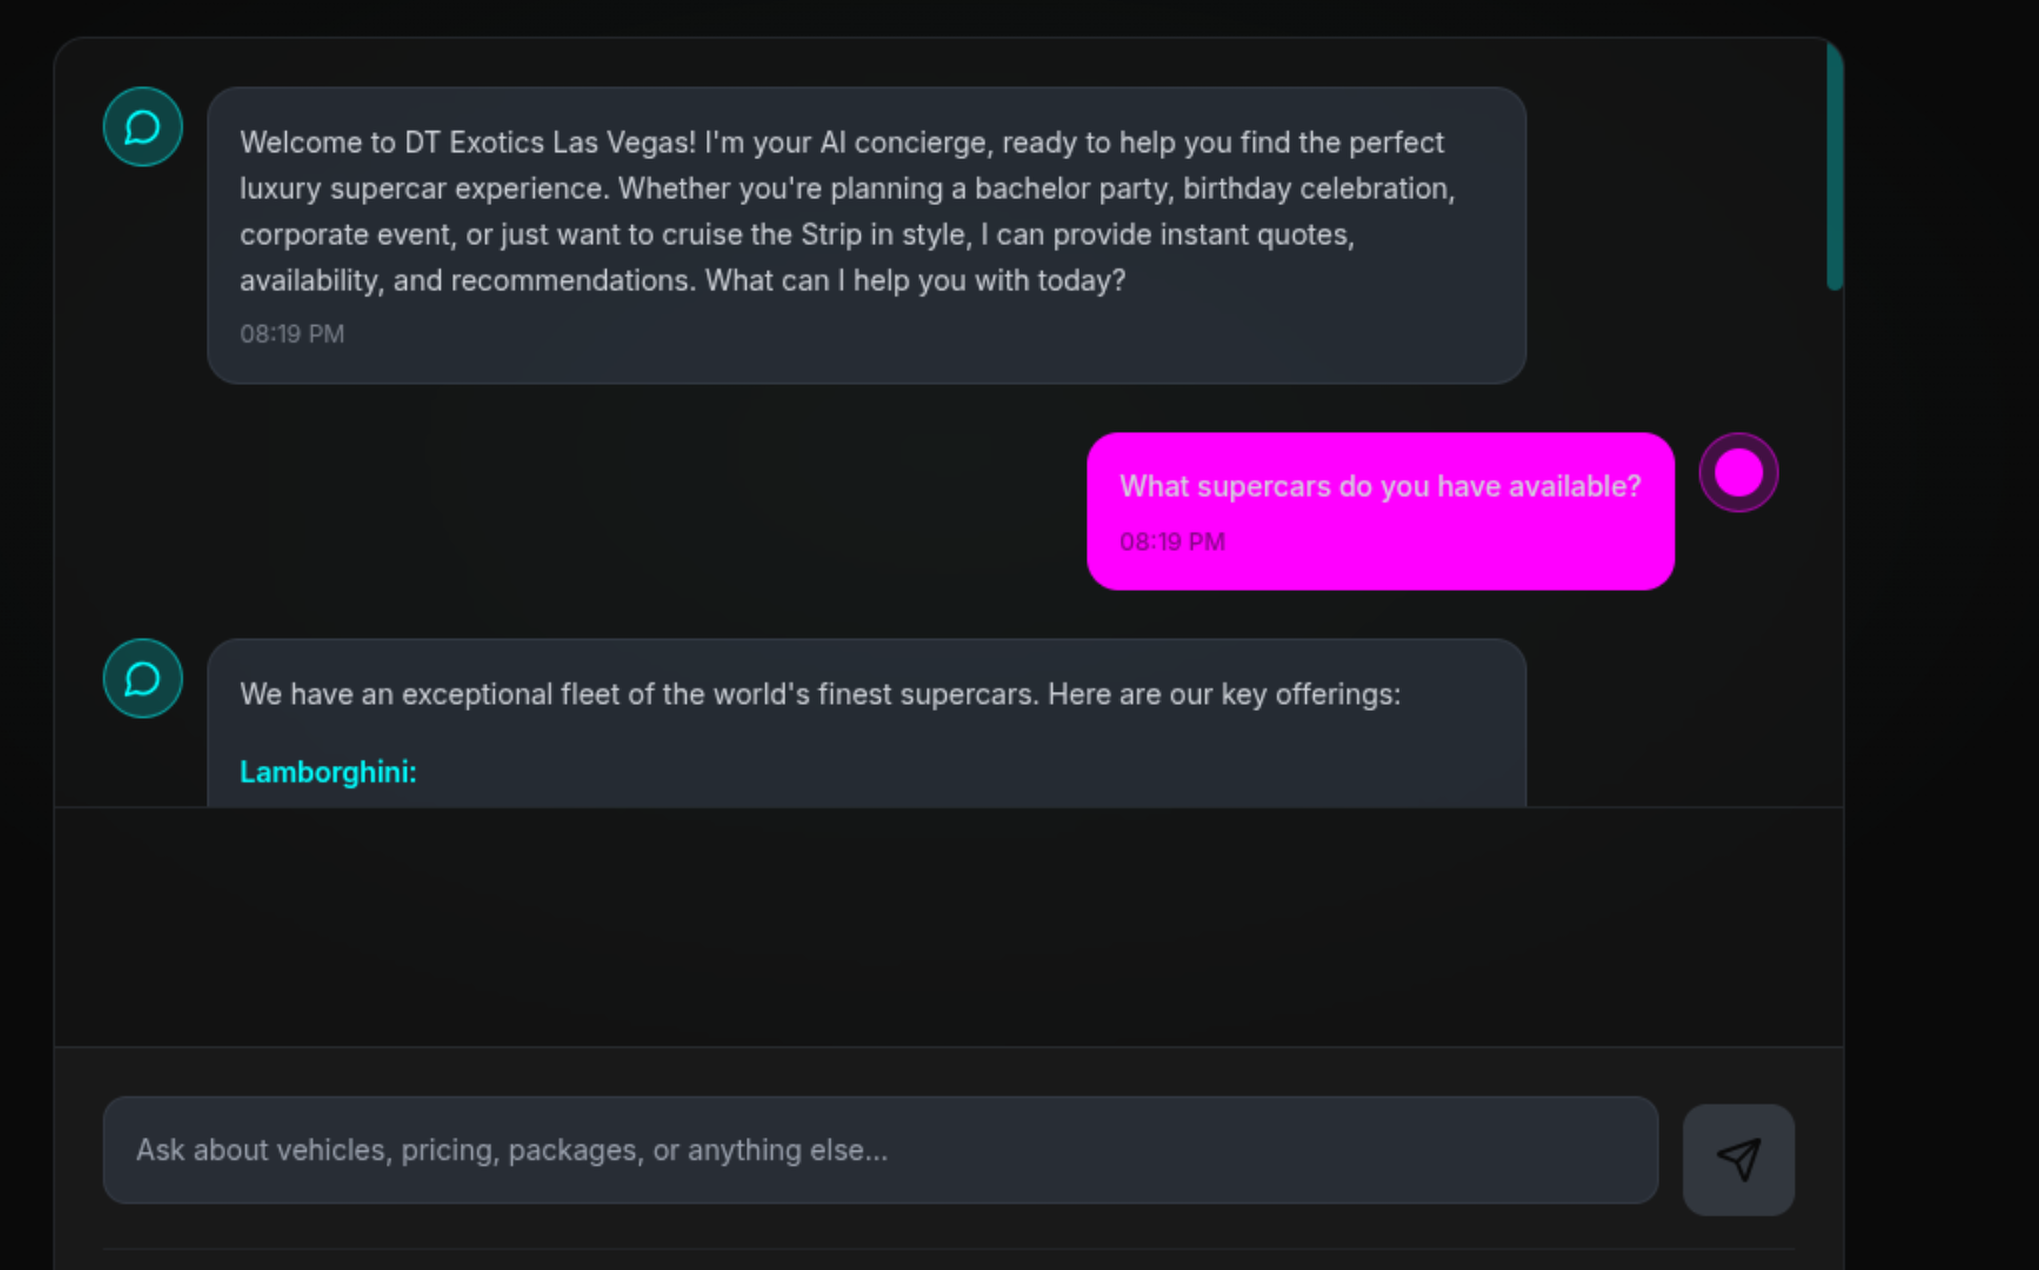 Welcome to DT Exotics Las Vegas! I'm your AI concierge, ready to help you find the perfect
luxury supercar experience. Whether you're planning a bachelor party, birthday celebration,
corporate event, or just want to cruise the Strip in style, I can provide instant quotes,
availability, and recommendations. What can I help you with today?
08:19 PM
What supercars do you have available?
08:19 PM
We have an exceptional fleet of the world's finest supercars. Here are our key offerings:
Lamborghini:
Ask about vehicles, pricing, packages, or anything else...